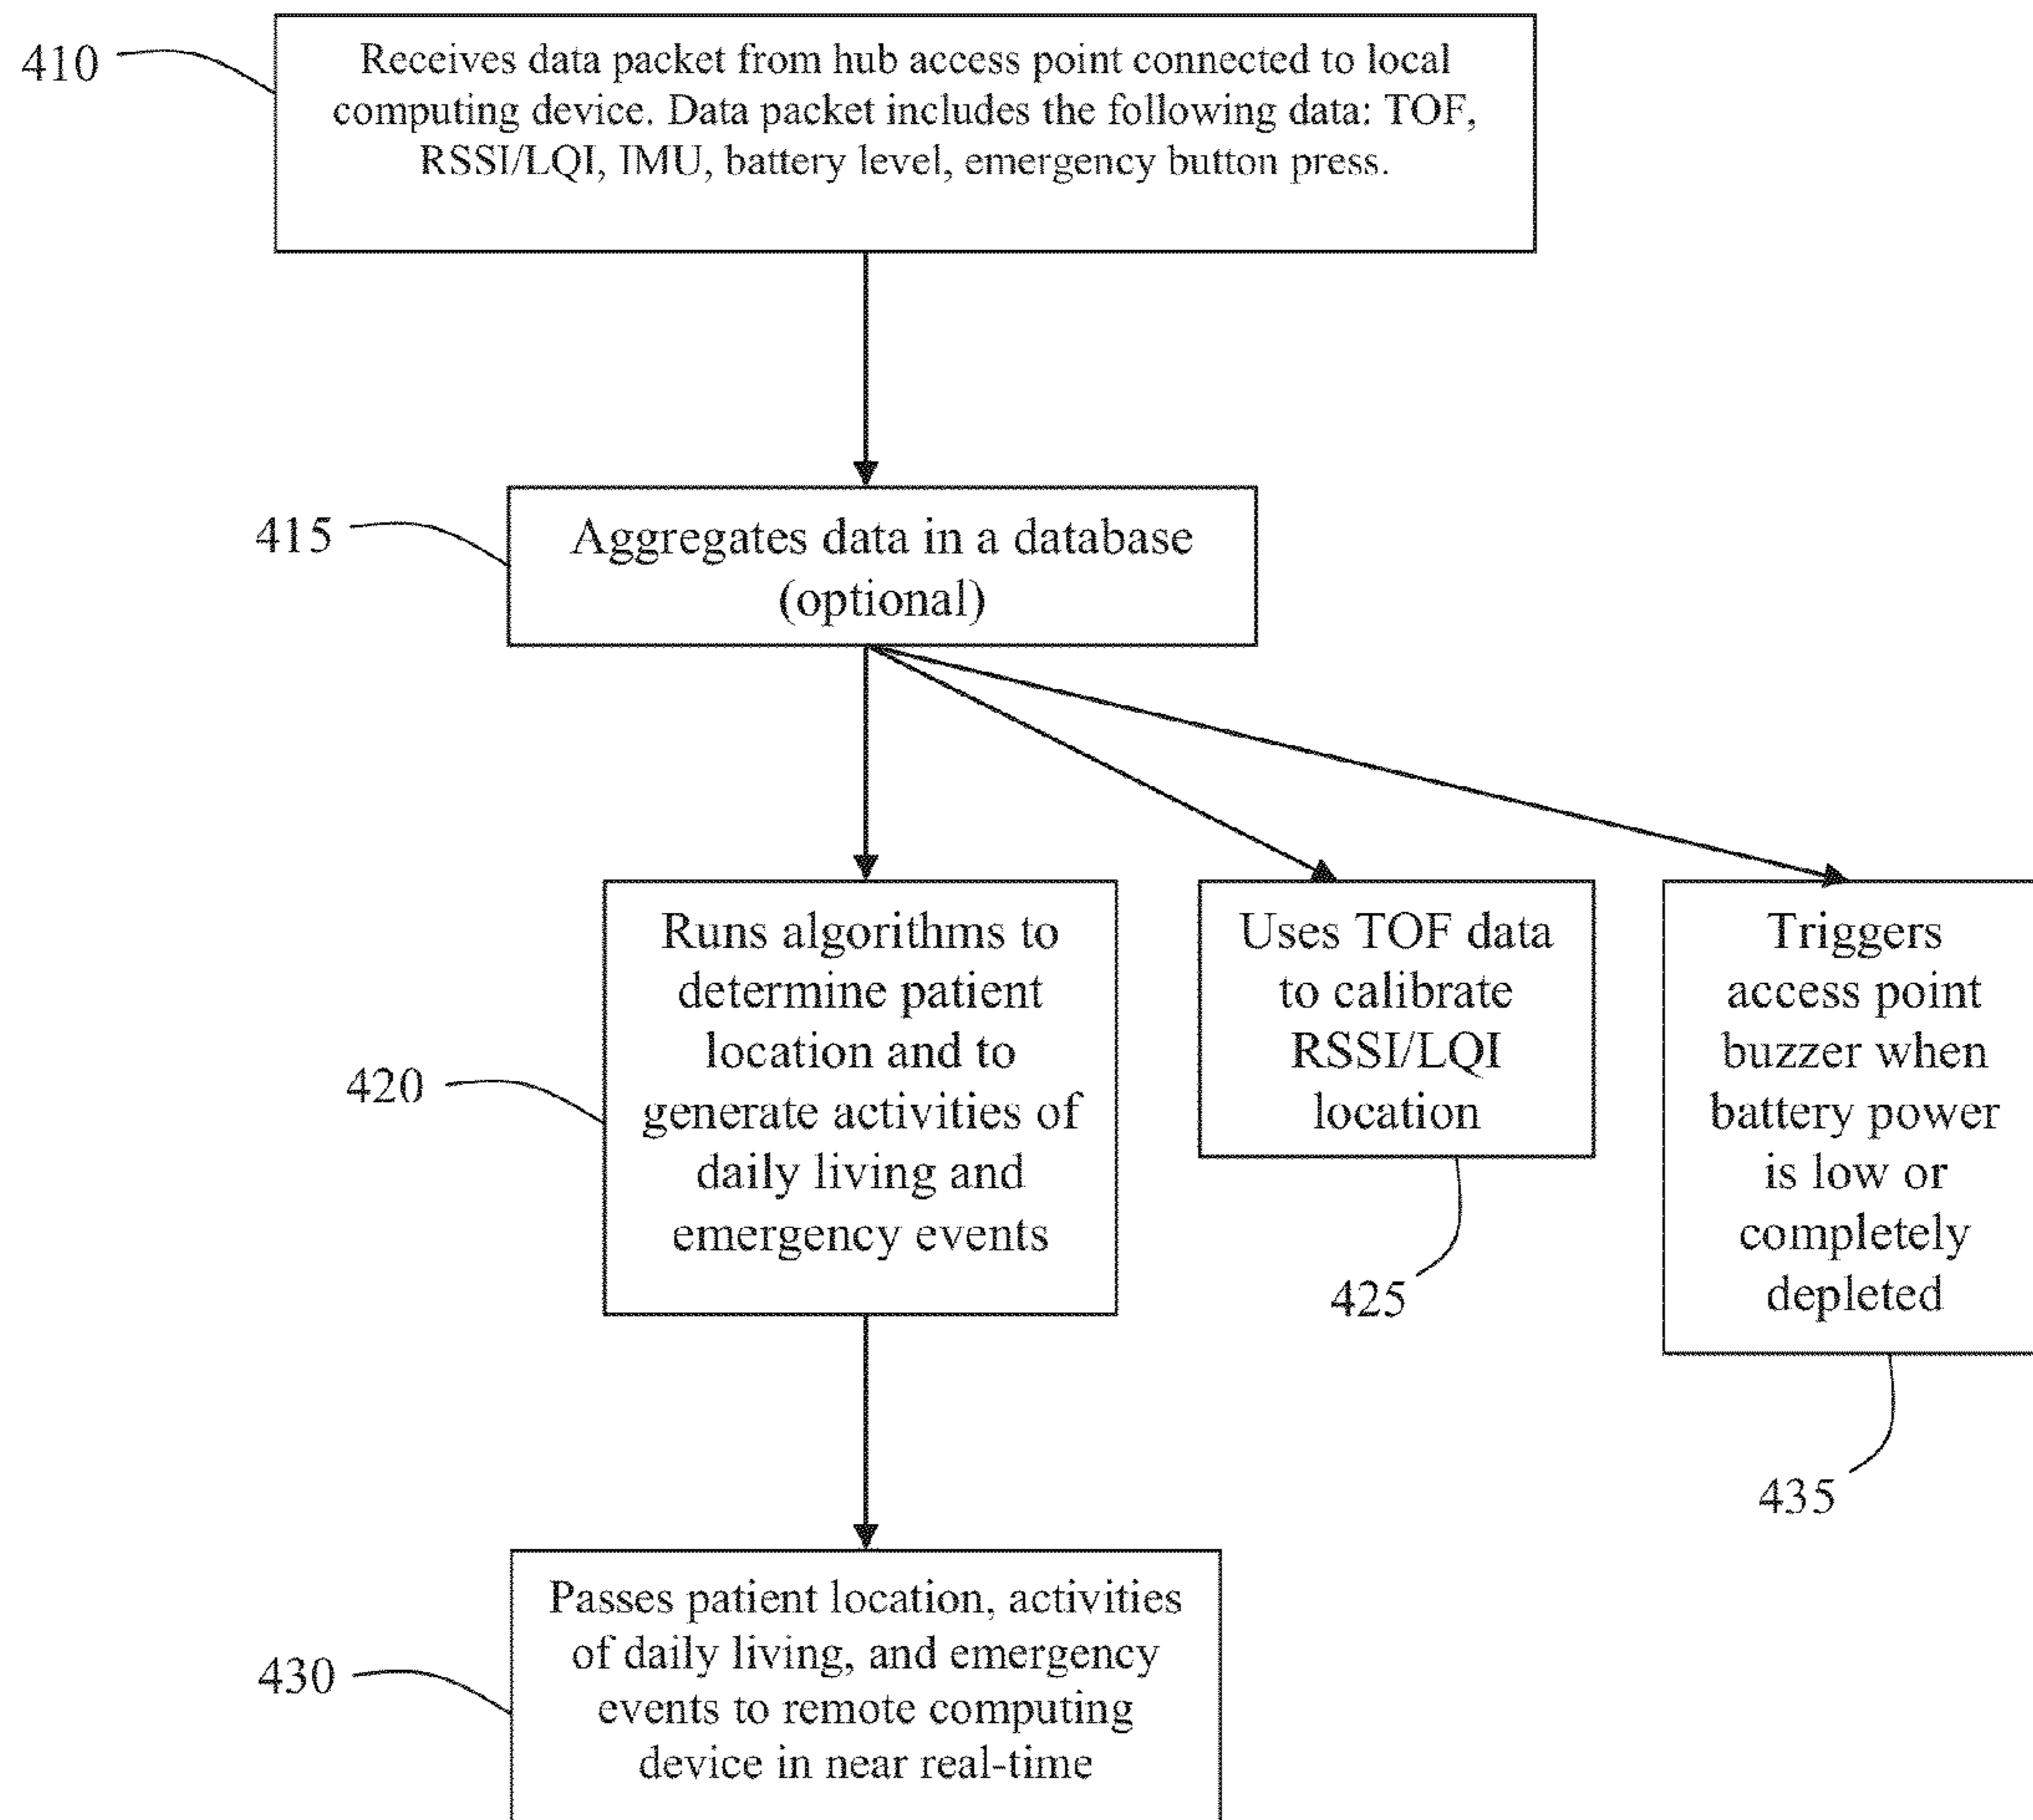 410
Receives data packet from hub access point connected to local
computing device. Data packet includes the following data: TOF,
RSSI/LQI, IMU, battery level, emergency button press.
415
Aggregates data in a database
(optional)
420
Runs algorithms to
determine patient
location and to
generate activities of
daily living and
emergency events
Uses TOF data
to calibrate
RSSI/LQI
location
425
Triggers
access point
buzzer when
battery power
is low or
completely
depleted
435
430
Passes patient location, activities
of daily living, and emergency
events to remote computing
device in near real-time